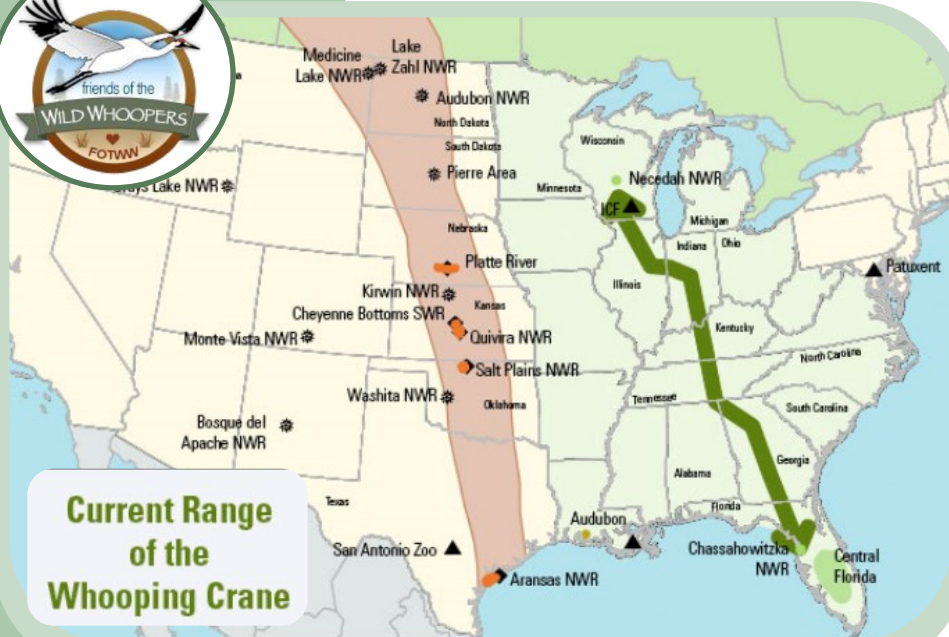 friends of the
WILD WHOOPERS
FOTWW
Medicine
Lake NWR
Lake
Zahl NWR
Audubon NWR
North Dakota
South Dakota
Pierre Area
Lake NWR
Nebraska
Platte River
Kirwin NWR
Kansas
Cheyenne Bottoms SWR
Quivira NWR
Monte Vista NWR
Salt Plains NWR
Washita NWR
Oklahoma
Bosque del
Apache NWR
Texas
San Antonio Zoo
Aransas NWR
Wisconsin
Necedah NWR
Minnesota
ICF
Michigan
Indiana
Ohio
Illinois
Patuxent
Kentucky
North Carolina
Tennessee
South Carolina
Georgia
Alabama
Florida
Audubon
Chassahowitzka
NWR
Central
Florida
Current Range
of the
Whooping Crane